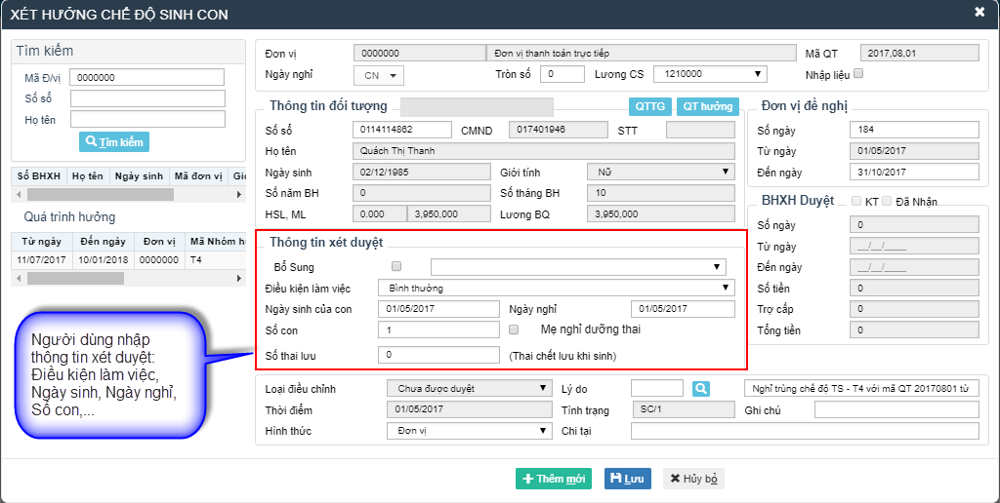 XÉT HƯỞNG CHẾ ĐỘ SINH CON
Tìm kiếm
Mã Đ/vị 0000000
Số sổ
Họ tên
Tìm kiếm
Số BHXH Họ tên Ngày sinh Mã đơn vị Giớ
Quá trình hưởng
Từ ngày Đến ngày Đơn vị Mã Nhóm h
11/07/2017 10/01/2018 0000000 T4
Người dùng nhập
thông tin xét duyệt:
Điều kiện làm việc,
Ngày sinh, Ngày nghỉ,
Số con,...
Đơn vị 0000000 Đơn vị thanh toán trực tiếp Mã QT 2017,08,01
Ngày nghỉ CN Tròn số 0 Lương CS 1210000 Nhập liệu
Thông tin đối tượng QTTG QT hưởng
Số sổ 0114114862 CMND 017401946 STT
Họ tên Quách Thị Thanh
Ngày sinh 02/12/1985 Giới tính Nữ
Số năm BH 0 Số tháng BH 10
HSL, ML 0.000 3,950,000 Lương BQ 3,950,000
Đơn vị đề nghị
Số ngày 184
Từ ngày 01/05/2017
Đến ngày 31/10/2017
BHXH Duyệt KT Đã Nhận
Số ngày 0
Từ ngày __/__/____
Đến ngày __/__/____
Số tiền 0
Trợ cấp 0
Tổng tiền 0
Thông tin xét duyệt
Bổ Sung
Điều kiện làm việc Bình thường
Ngày sinh của con 01/05/2017 Ngày nghỉ 01/05/2017
Số con 1 Mẹ nghỉ dưỡng thai
Số thai lưu 0 (Thai chết lưu khi sinh)
Loại điều chỉnh Chưa được duyệt Lý do Nghỉ trùng chế độ TS - T4 với mã QT 20170801 từ
Thời điểm 01/05/2017 Tình trạng SC/1 Ghi chú
Hình thức Đơn vị Chi tại
Thêm mới Lưu Hủy bỏ